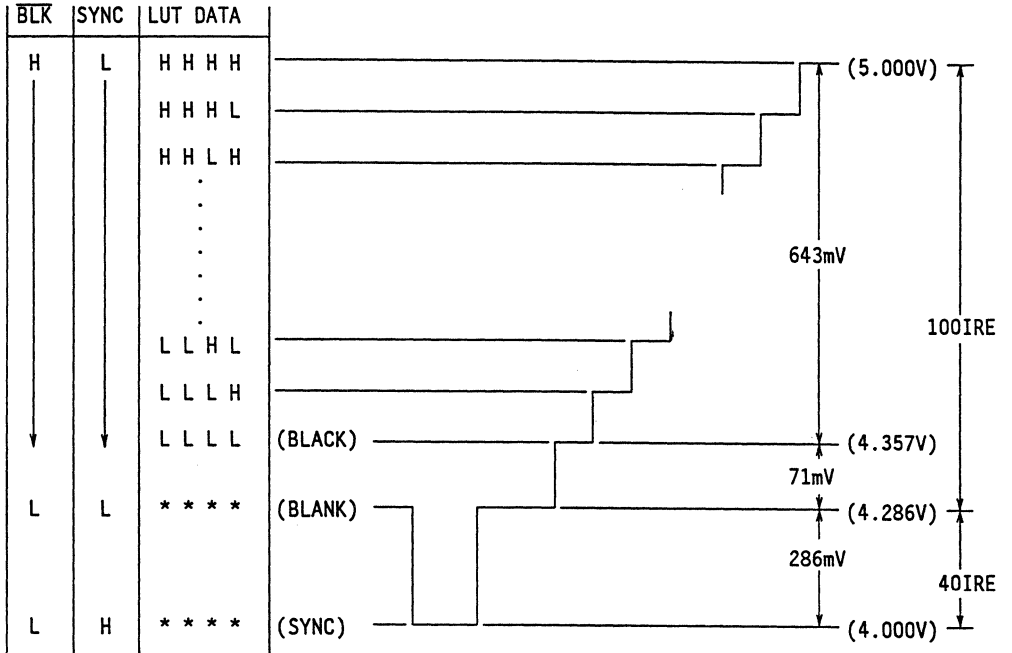 BLK SYNC LUT DATA
H L H H H H (5.000V)
H H H L
H H L H
643mV
100IRE
L L H L
L L L H
L L L L (BLACK) (4.357V)
71mV
L L * * * * (BLANK) (4.286V)
286mV
40IRE
L H * * * * (SYNC) (4.000V)